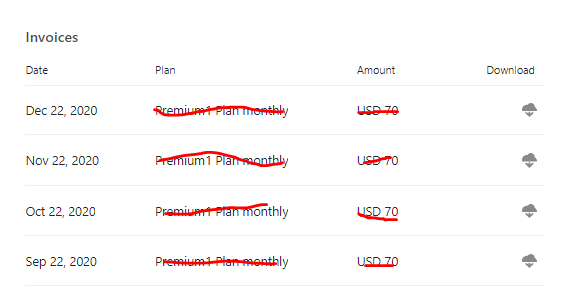 Invoices
Date Plan Amount Download
Dec 22, 2020 Premium1 Plan monthly USD 70
Nov 22, 2020 Premium1 Plan monthly USD 70
Oct 22, 2020 Premium1 Plan monthly USD 70
Sep 22, 2020 Premium1 Plan monthly USD 70